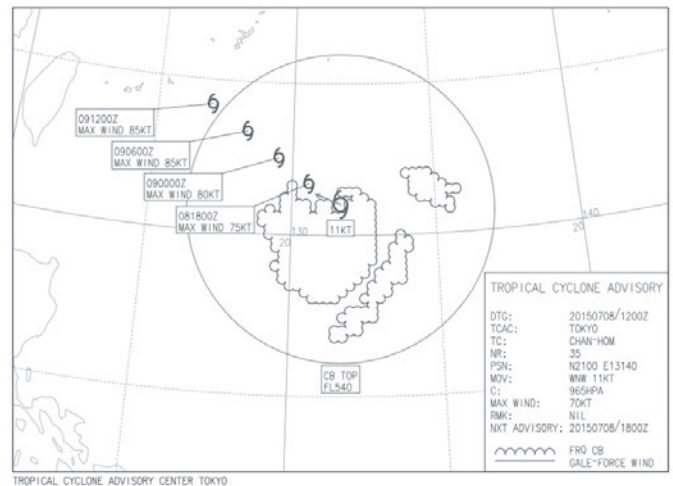 091200Z
MAX WIND 85KT
090600Z
MAX WIND 85KT
090000Z
MAX WIND 80KT
081800Z
MAX WIND 75KT
11KT
20
130
20
140
CB TOP
FL540
TROPICAL CYCLONE ADVISORY
DTG: 20150708/1200Z
TCAC: TOKYO
TC: CHAN-HOM
NR: 35
PSN: N2100 E13140
MOV: WNW 11KT
C: 965HPA
MAX WIND: 70KT
RMK: NIL
NXT ADVISORY: 20150708/1800Z
FRQ CB
GALE-FORCE WIND
TROPICAL CYCLONE ADVISORY CENTER TOKYO